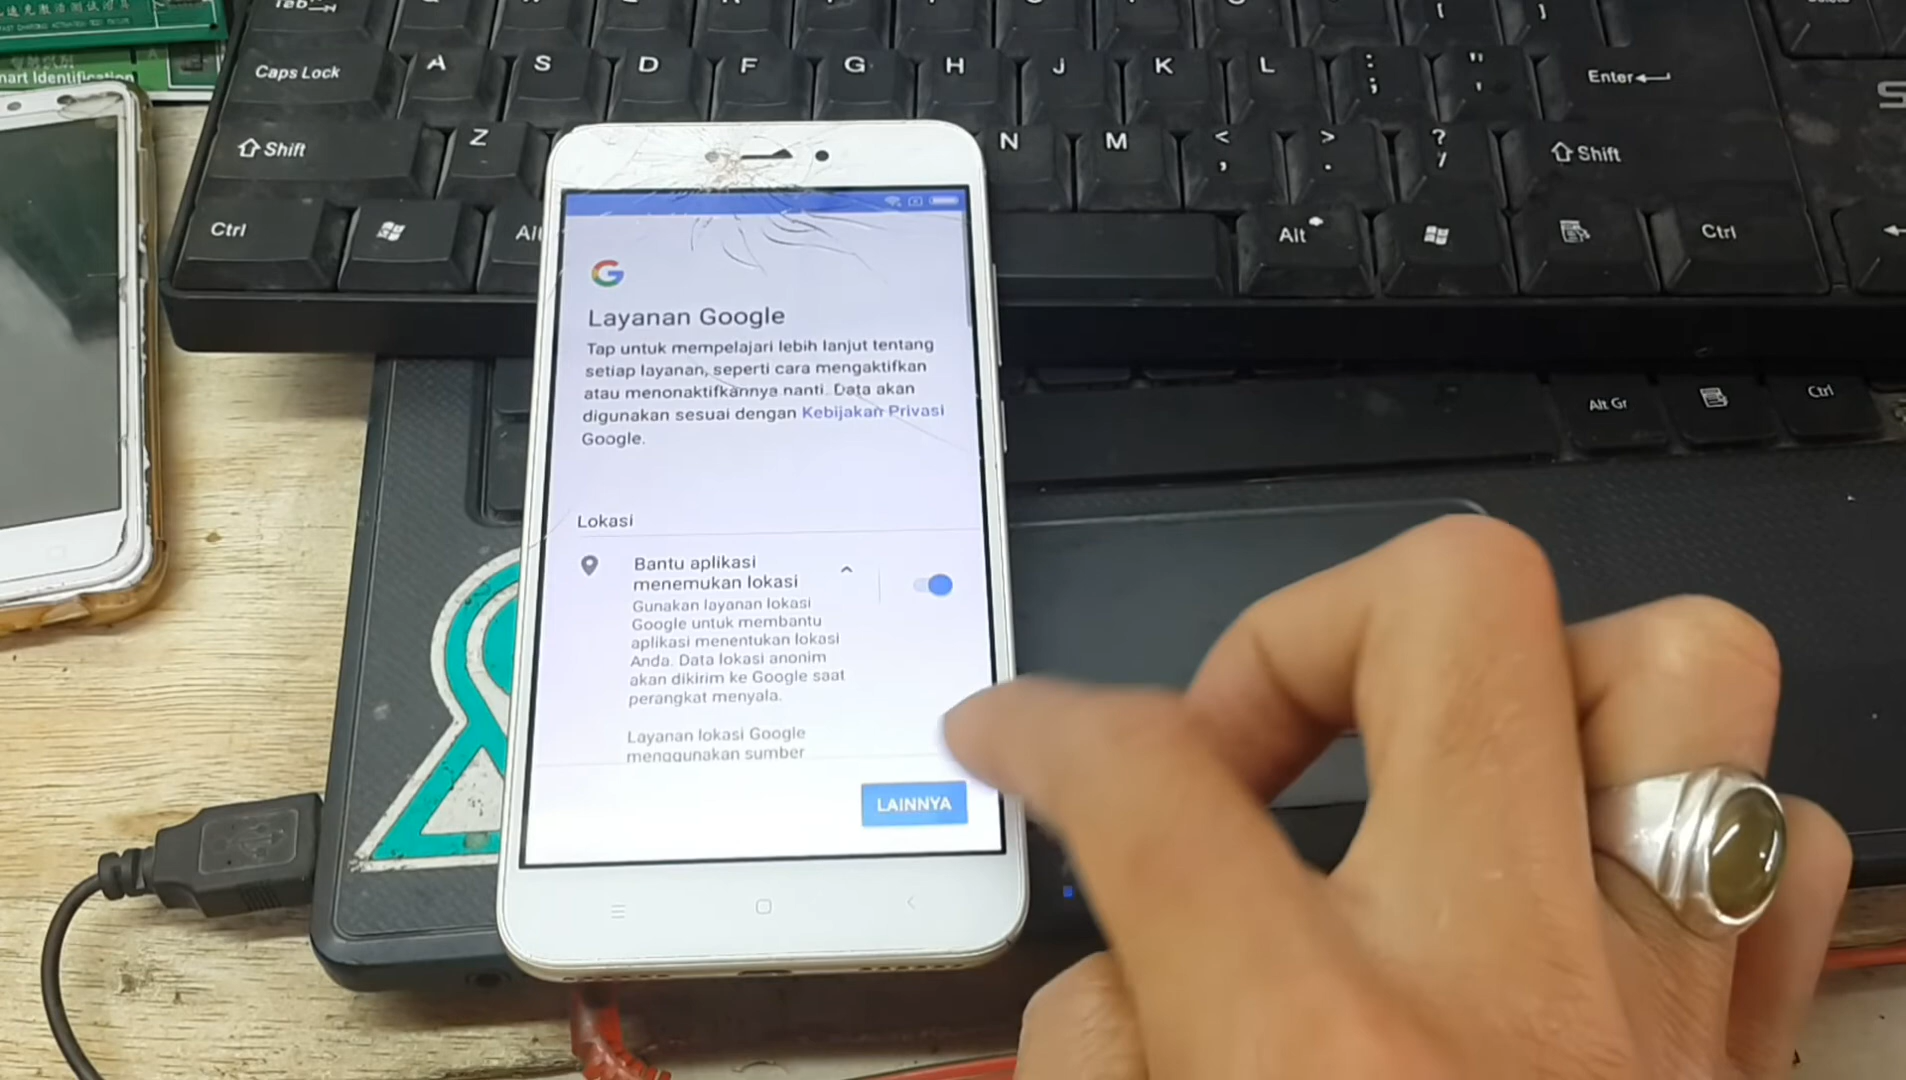 Smart Identification
Caps Lock
A
S
D
F
G
H
J
K
L
:
;
"
'
Enter
Shift
Z
N
M
<
,
>
.
?
/
Shift
Ctrl
Alt
Ctrl
Alt Gr
Ctrl
G
Layanan Google
Tap untuk mempelajari lebih lanjut tentang
setiap layanan, seperti cara mengaktifkan
atau menonaktifkannya nanti. Data akan
digunakan sesuai dengan Kebijakan Privasi
Google.
Lokasi
Bantu aplikasi
menemukan lokasi
Gunakan layanan lokasi
Google untuk membantu
aplikasi menentukan lokasi
Anda. Data lokasi anonim
akan dikirim ke Google saat
perangkat menyala.
Layanan lokasi Google
menggunakan sumber
LAINNYA